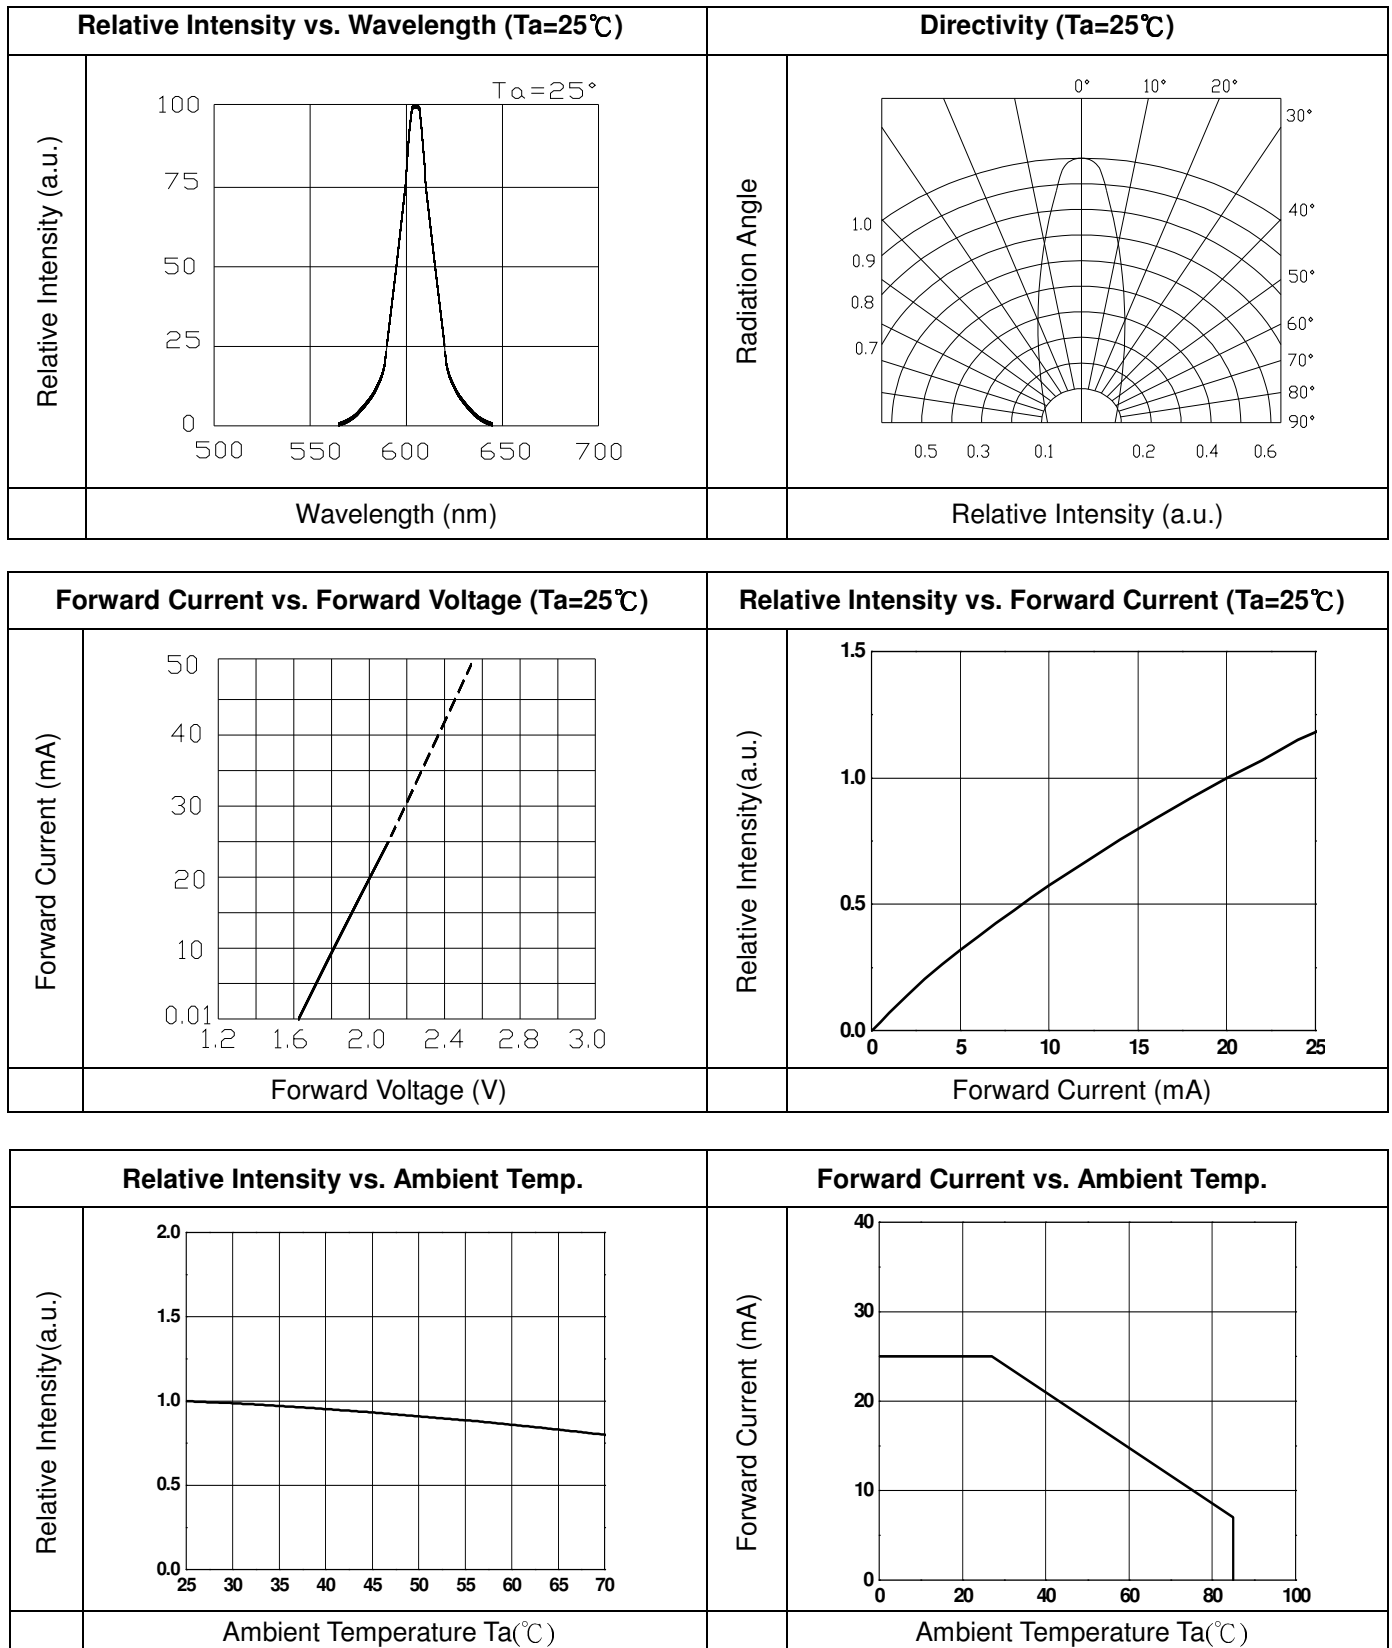 Relative Intensity vs. Wavelength (Ta=25℃)
Directivity (Ta=25℃)
Relative Intensity (a.u.)
Ta=25°
100
75
50
25
0
500 550 600 650 700
Wavelength (nm)
Radiation Angle
0° 10° 20°
30°
40°
50°
60°
70°
80°
90°
1.0
0.9
0.8
0.7
0.5 0.3 0.1 0.2 0.4 0.6
Relative Intensity (a.u.)
Forward Current vs. Forward Voltage (Ta=25℃)
Relative Intensity vs. Forward Current (Ta=25℃)
Forward Current (mA)
50
40
30
20
10
0.01
1.2 1.6 2.0 2.4 2.8 3.0
Forward Voltage (V)
Relative Intensity(a.u.)
1.5
1.0
0.5
0.0
0 5 10 15 20 25
Forward Current (mA)
Relative Intensity vs. Ambient Temp.
Forward Current vs. Ambient Temp.
Relative Intensity(a.u.)
2.0
1.5
1.0
0.5
0.0
25 30 35 40 45 50 55 60 65 70
Ambient Temperature Ta(℃)
Forward Current (mA)
40
30
20
10
0
0 20 40 60 80 100
Ambient Temperature Ta(℃)